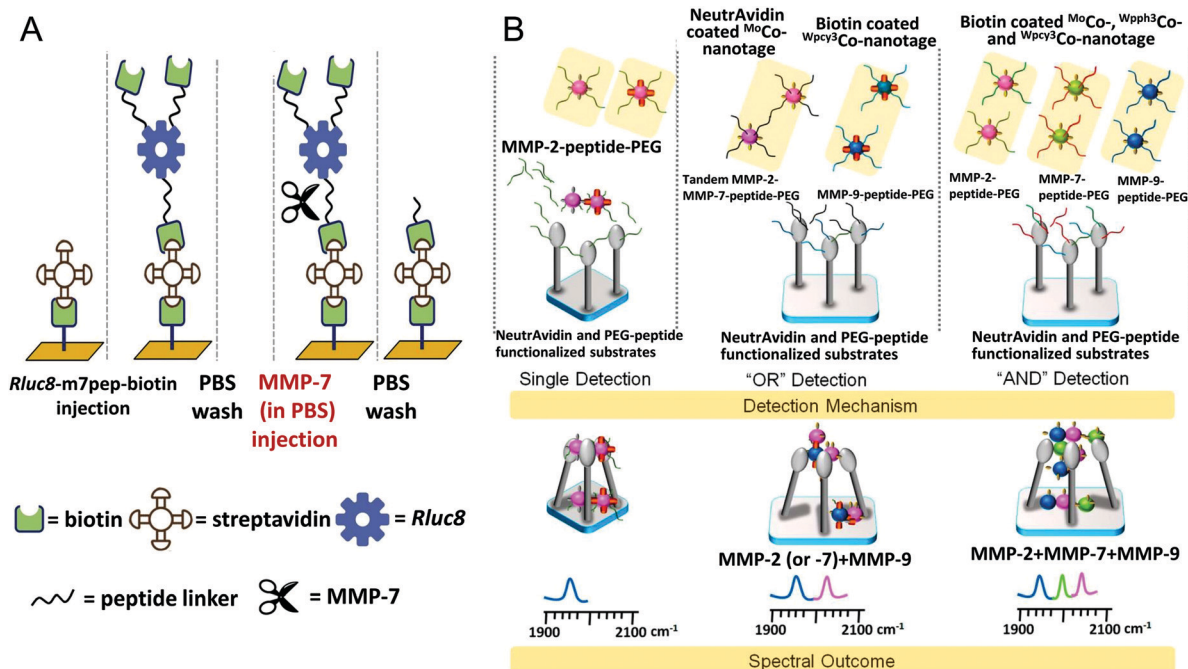 A
Rluc8-m7pep-biotin
injection
PBS
wash
MMP-7
(in PBS)
injection
PBS
wash
= biotin
= streptavidin
= Rluc8
= peptide linker
= MMP-7
B
NeutrAvidin
coated MoCo-
nanotage
Biotin coated
Wpcy3Co-nanotage
Biotin coated MoCo-, Wpph3Co-
and Wpcy3Co-nanotage
MMP-2-peptide-PEG
Tandem MMP-2-
MMP-7-peptide-PEG
MMP-9-peptide-PEG
MMP-2-
peptide-PEG
MMP-7-
peptide-PEG
MMP-9-
peptide-PEG
NeutrAvidin and PEG-peptide
functionalized substrates
NeutrAvidin and PEG-peptide
functionalized substrates
NeutrAvidin and PEG-peptide
functionalized substrates
Single Detection
“OR” Detection
“AND” Detection
Detection Mechanism
MMP-2 (or -7)+MMP-9
MMP-2+MMP-7+MMP-9
1900 2100 cm-1
1900 2100 cm-1
1900 2100 cm-1
Spectral Outcome